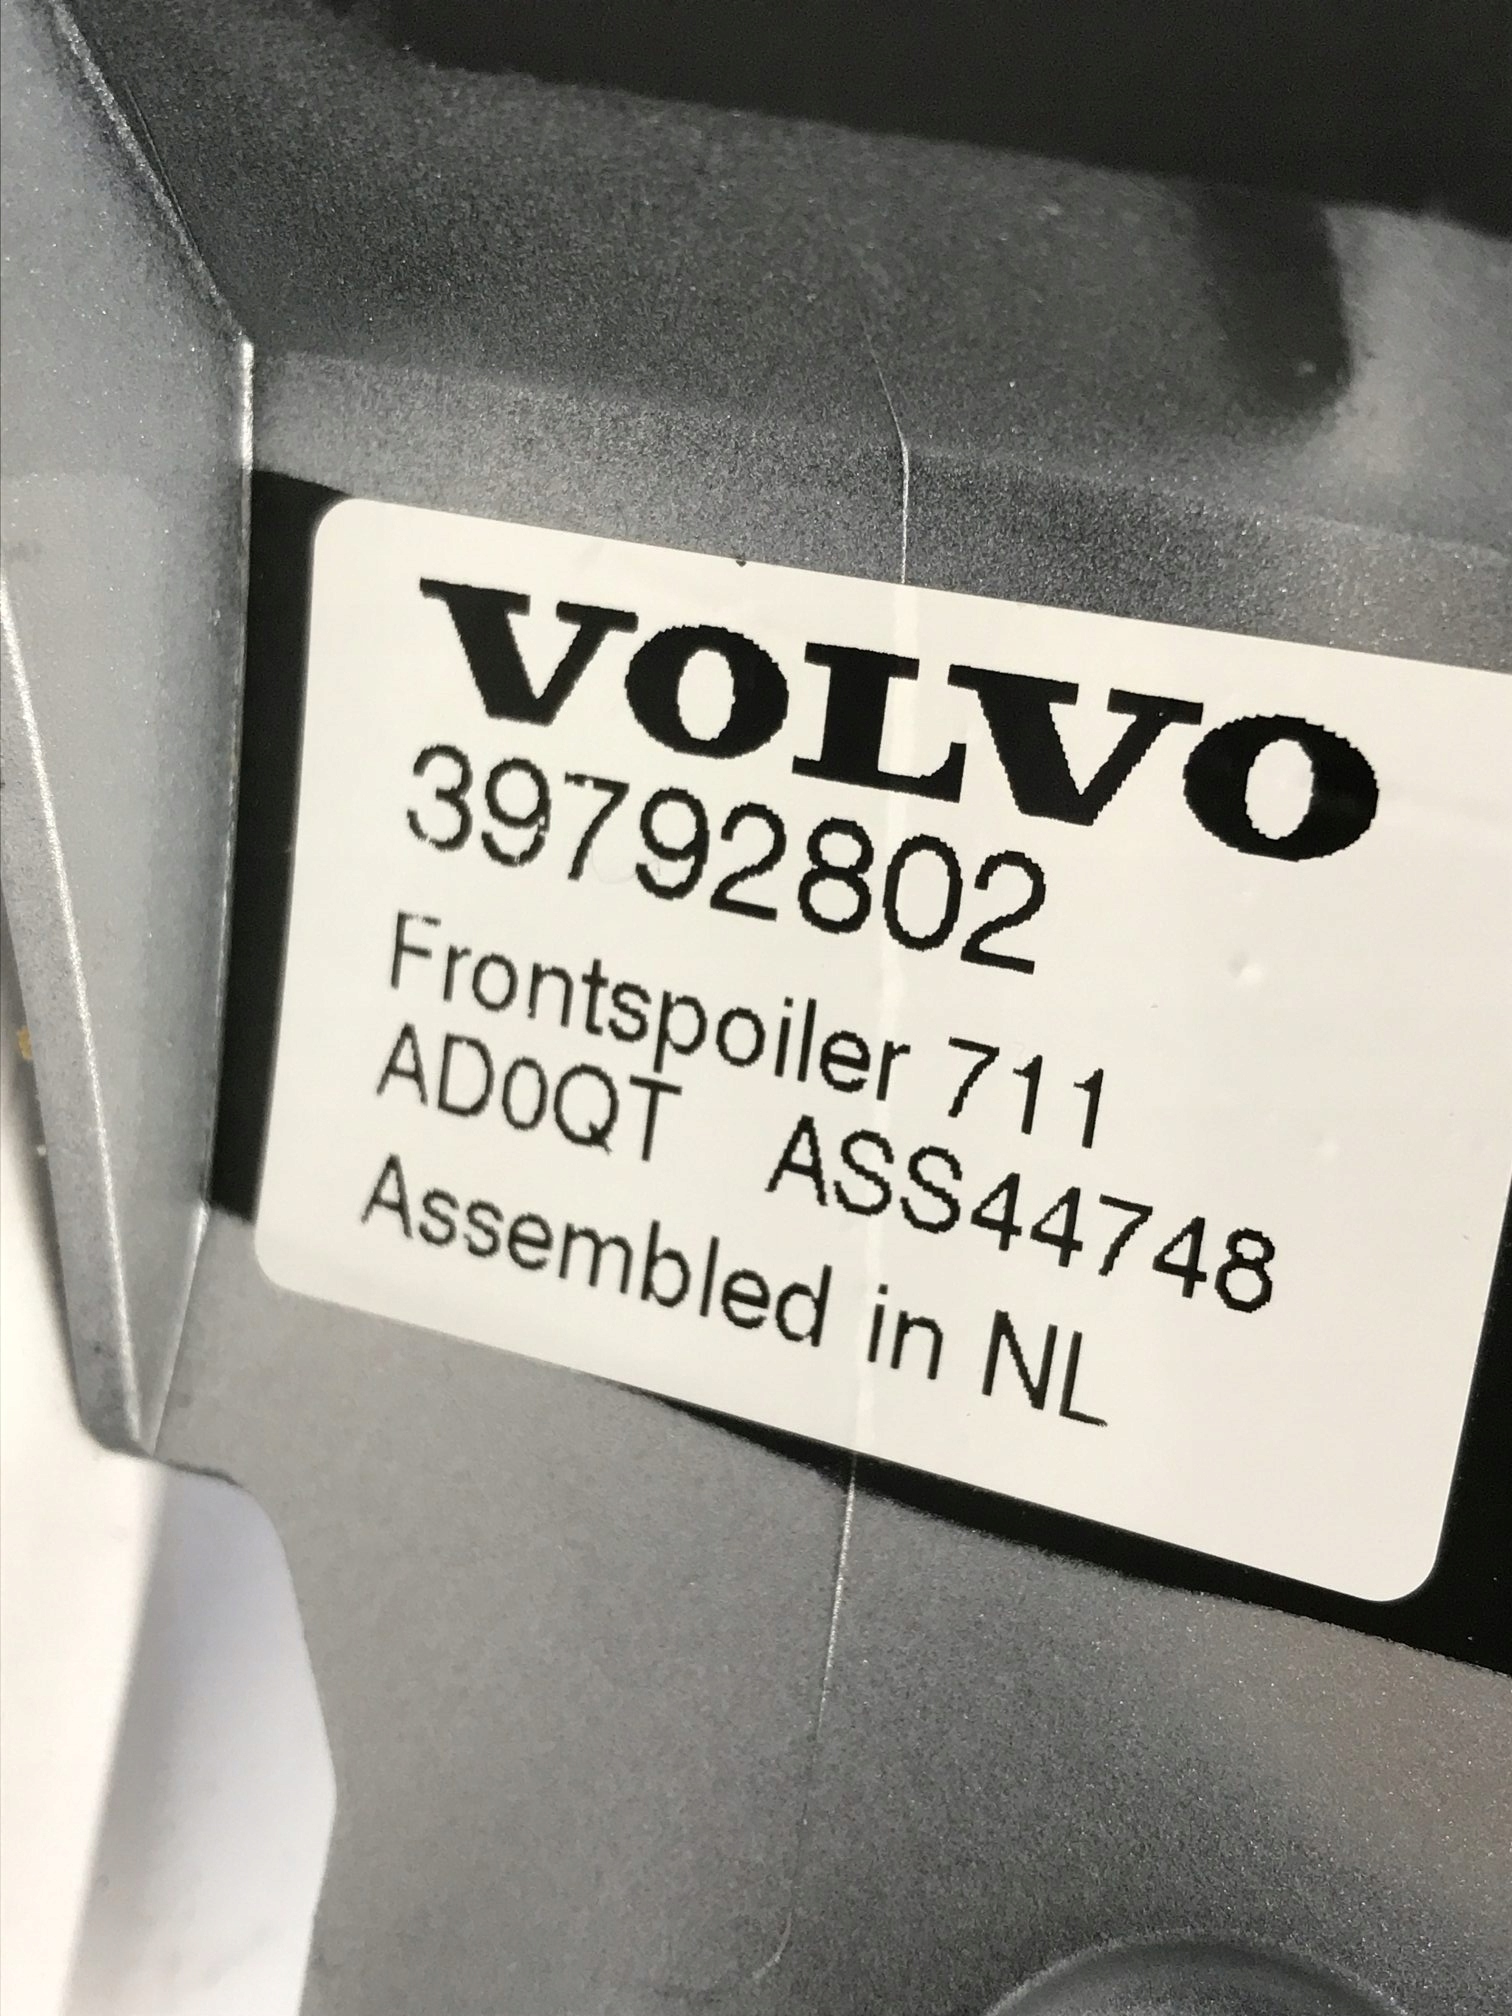 VOLVO
39792802
Frontspoiler 711
AD0QT ASS44748
Assembled in NL